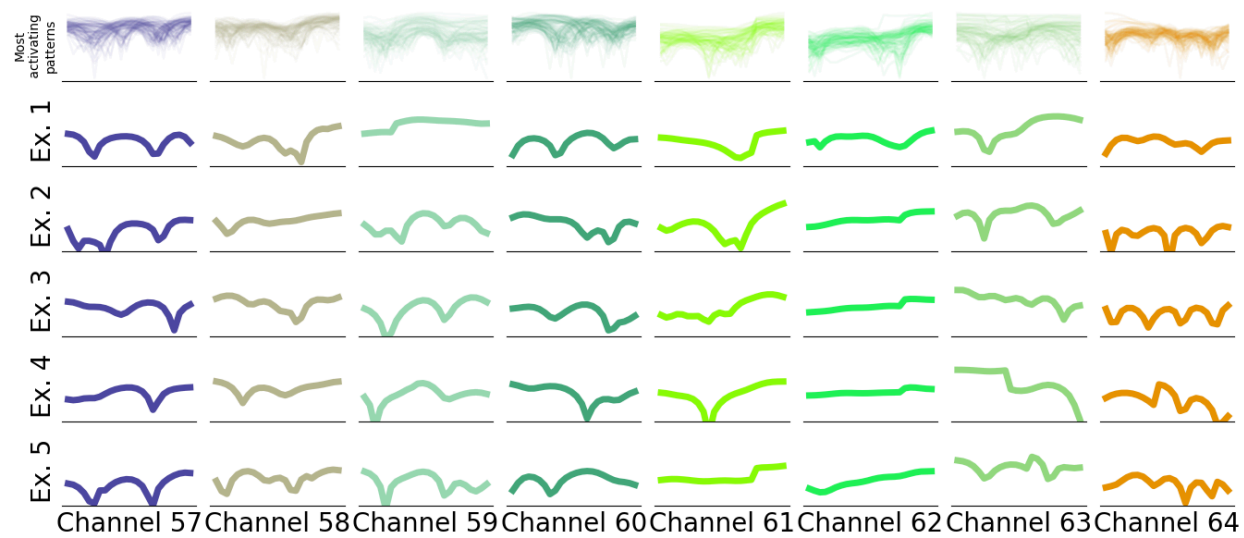 Most
activating
patterns
Ex. 1
Ex. 2
Ex. 3
Ex. 4
Ex. 5
Channel 57 Channel 58 Channel 59 Channel 60 Channel 61 Channel 62 Channel 63 Channel 64